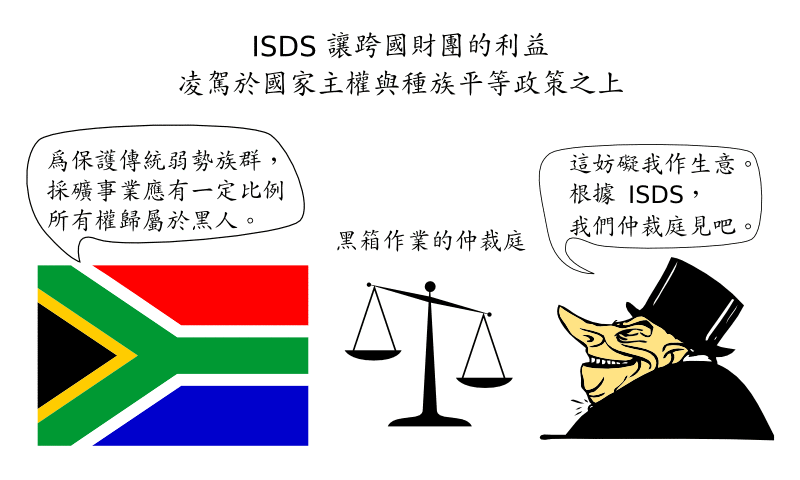 ISDS 讓跨國財團的利益
凌駕於國家主權與種族平等政策之上
為保護傳統弱勢族群，
採礦事業應有一定比例
所有權歸屬於黑人。
黑箱作業的仲裁庭
這妨礙我作生意。
根據 ISDS，
我們仲裁庭見吧。